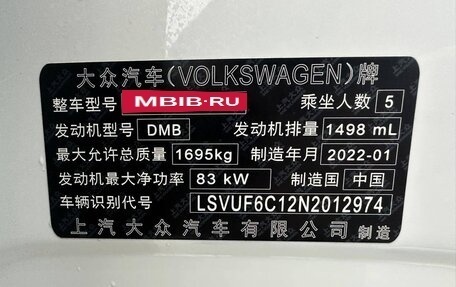 大众汽车(VOLKSWAGEN)牌
整车型号 MBIB·RU 乘坐人数 5
发动机型号 DMB 发动机排量 1498 mL
最大允许总质量 1695kg 制造年月 2022-01
发动机最大净功率 83 kW 制造国 中国
车辆识别代号 LSVUF6C12N2012974
上汽大众汽车有限公司 制造